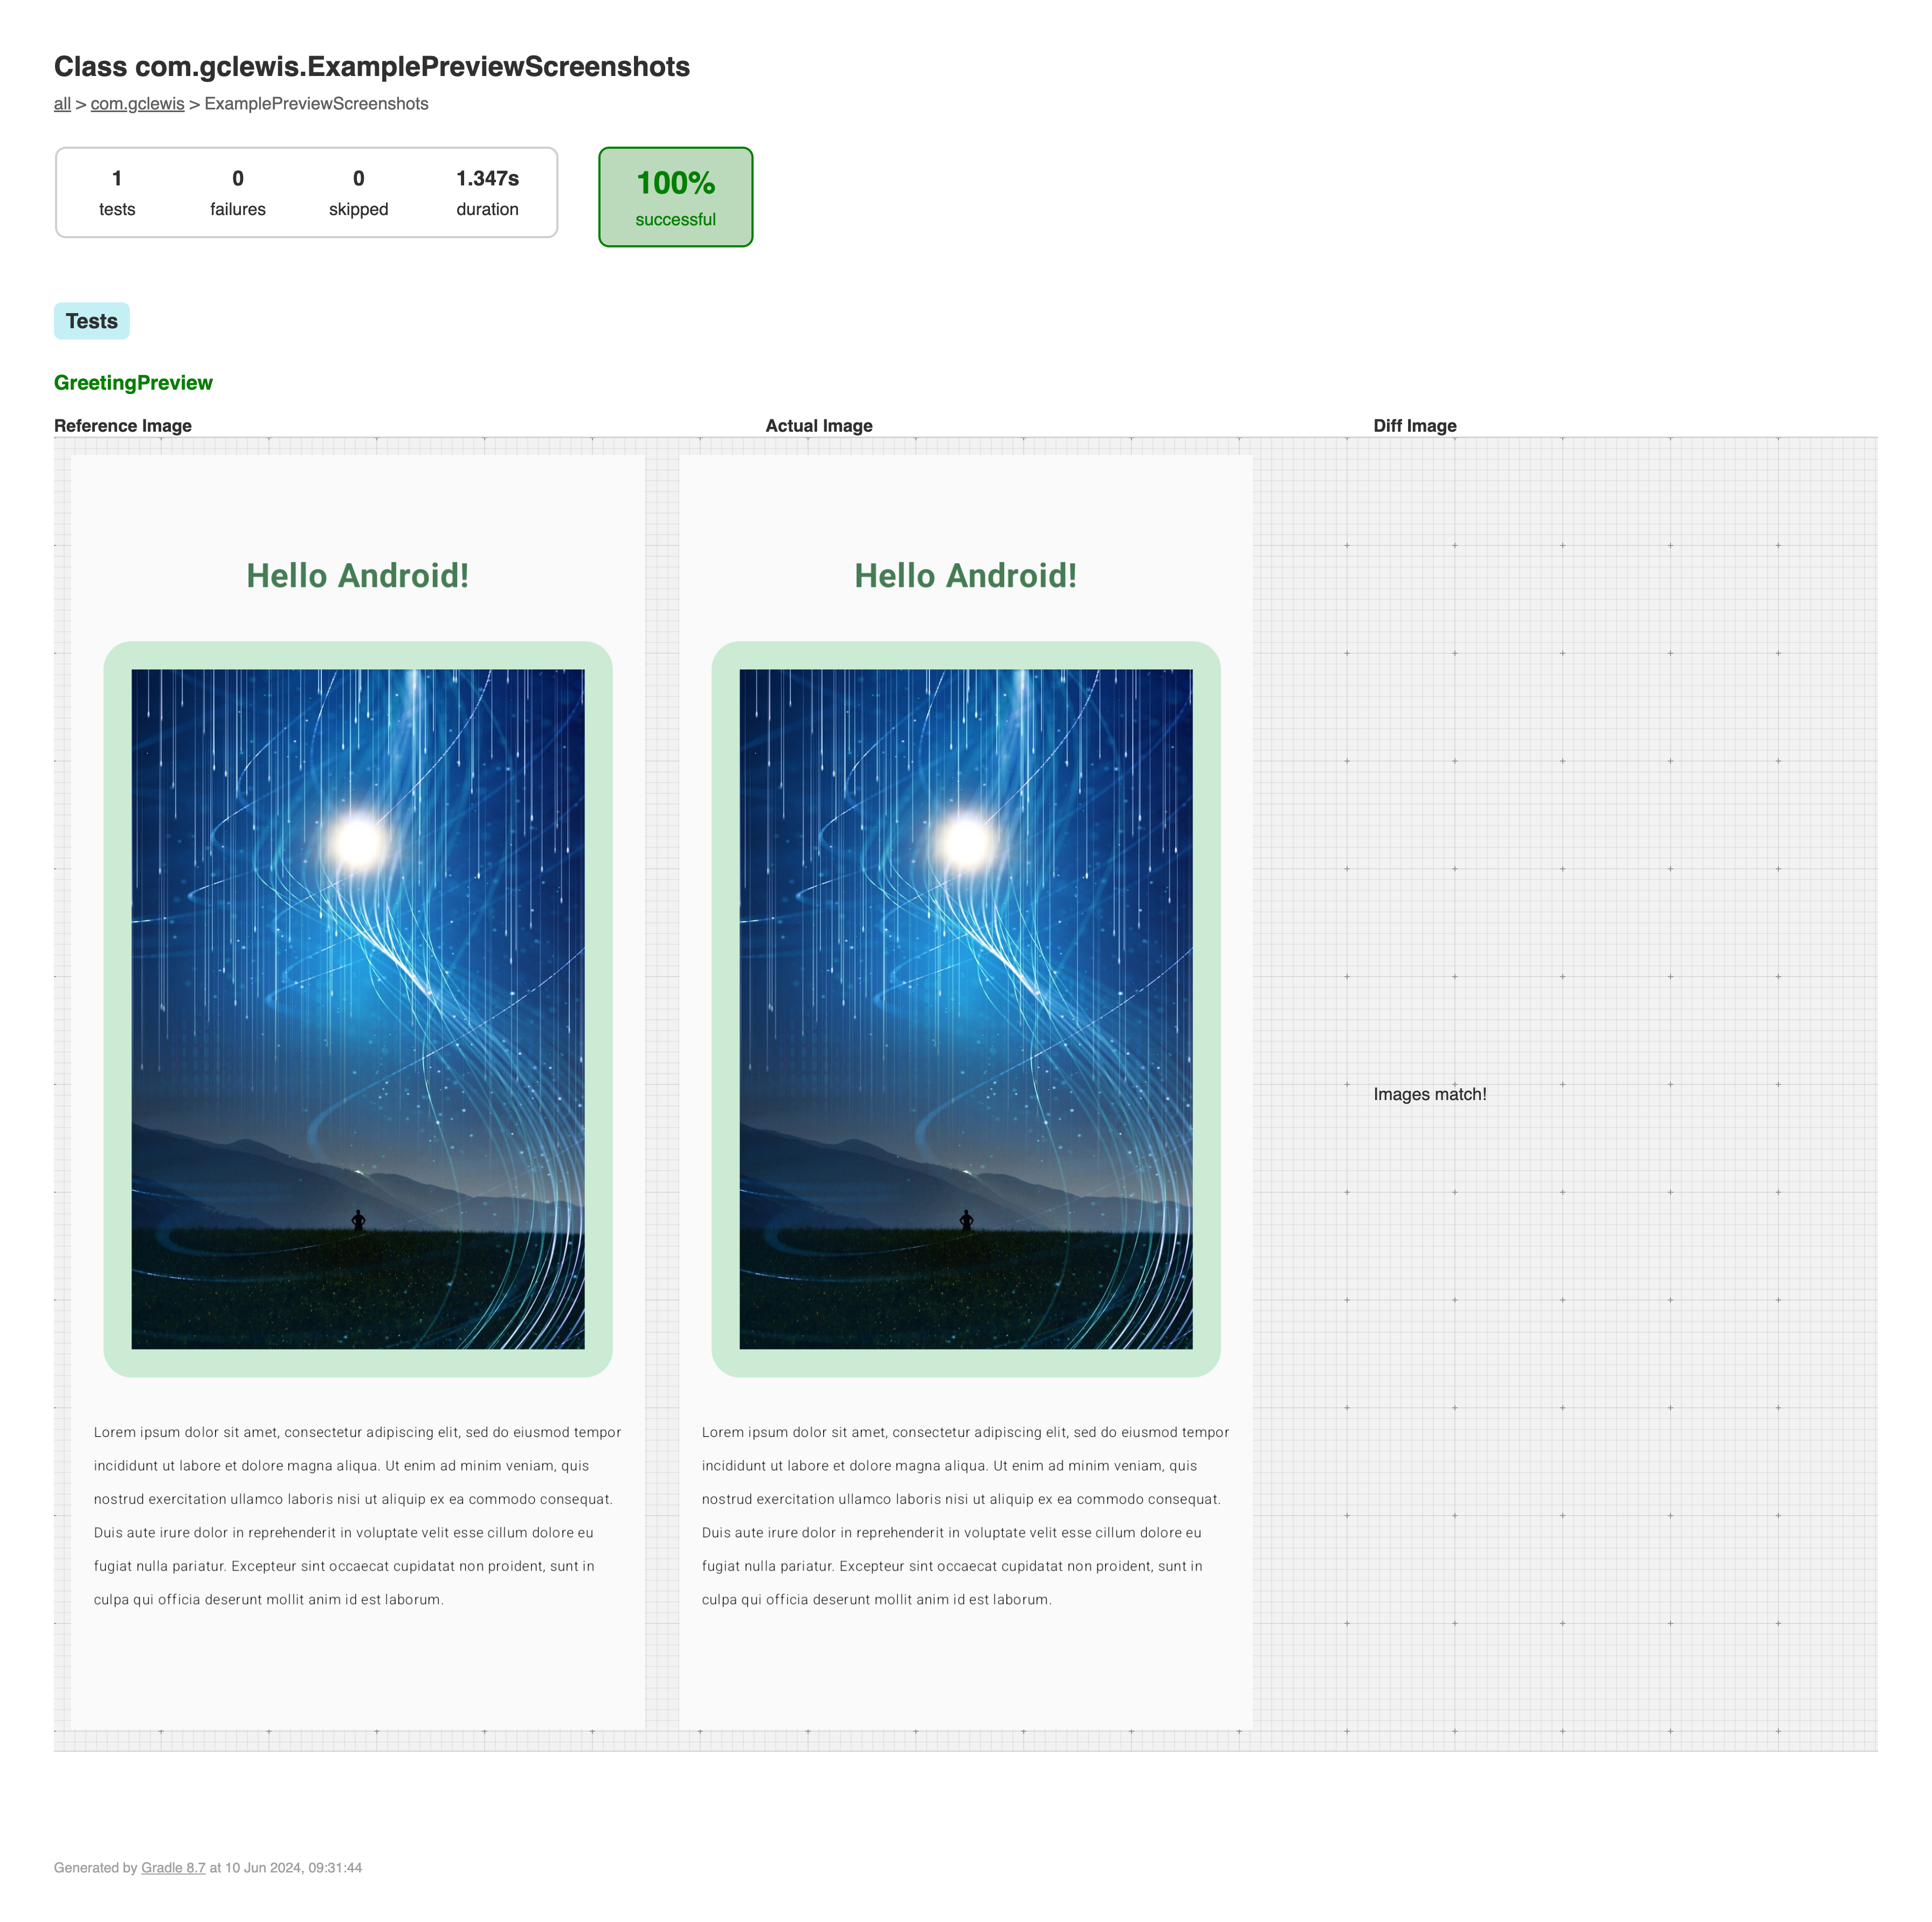 Class com.gclewis.ExamplePreviewScreenshots
all > com.gclewis > ExamplePreviewScreenshots
1 0 0 1.347s
tests failures skipped duration
100%
successful
Tests
GreetingPreview
Reference Image Actual Image Diff Image
Hello Android!
Lorem ipsum dolor sit amet, consectetur adipiscing elit, sed do eiusmod tempor
incididunt ut labore et dolore magna aliqua. Ut enim ad minim veniam, quis
nostrud exercitation ullamco laboris nisi ut aliquip ex ea commodo consequat.
Duis aute irure dolor in reprehenderit in voluptate velit esse cillum dolore eu
fugiat nulla pariatur. Excepteur sint occaecat cupidatat non proident, sunt in
culpa qui officia deserunt mollit anim id est laborum.
Hello Android!
Lorem ipsum dolor sit amet, consectetur adipiscing elit, sed do eiusmod tempor
incididunt ut labore et dolore magna aliqua. Ut enim ad minim veniam, quis
nostrud exercitation ullamco laboris nisi ut aliquip ex ea commodo consequat.
Duis aute irure dolor in reprehenderit in voluptate velit esse cillum dolore eu
fugiat nulla pariatur. Excepteur sint occaecat cupidatat non proident, sunt in
culpa qui officia deserunt mollit anim id est laborum.
Images match!
Generated by Gradle 8.7 at 10 Jun 2024, 09:31:44